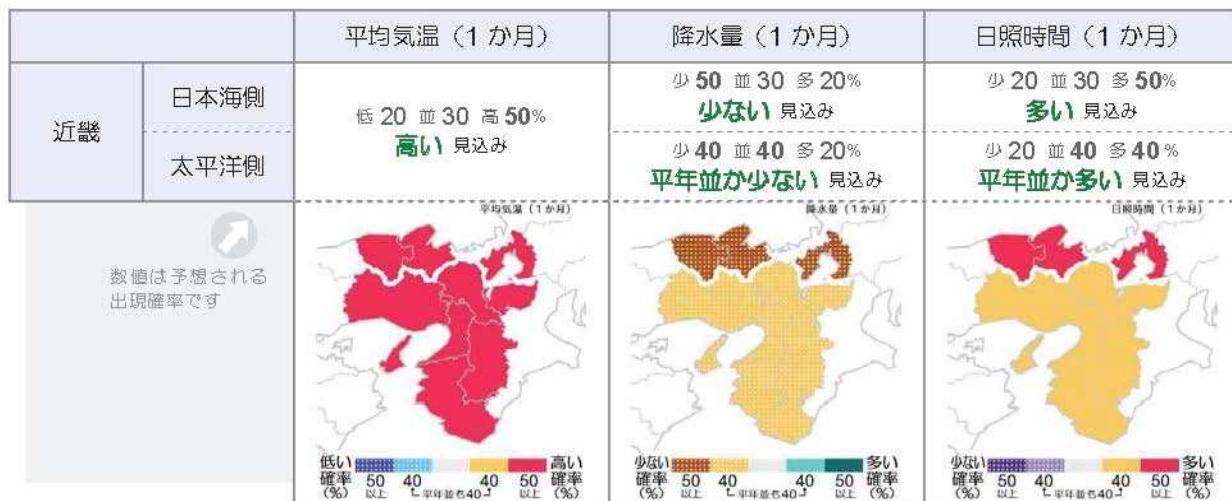 平均気温（1か月）
降水量（1か月）
日照時間（1か月）
近畿
日本海側
低 20 並 30 高 50%
高い 見込み
少 50 並 30 多 20%
少ない 見込み
少 20 並 30 多 50%
多い 見込み
太平洋側
少 40 並 40 多 20%
平年並か少ない 見込み
少 20 並 40 多 40 %
平年並か多い 見込み
数値は予想される
出現確率です
平均気温（1か月）
低い 高い
確率 50 40 40 50 確率
(%) 以上 平年並も40 以上 (%)
降水量（1か月）
少ない 多い
確率 50 40 40 50 確率
(%) 以上 平年並も40 以上 (%)
日照時間（1か月）
少ない 多い
確率 50 40 40 50 確率
(%) 以上 平年並も40 以上 (%)